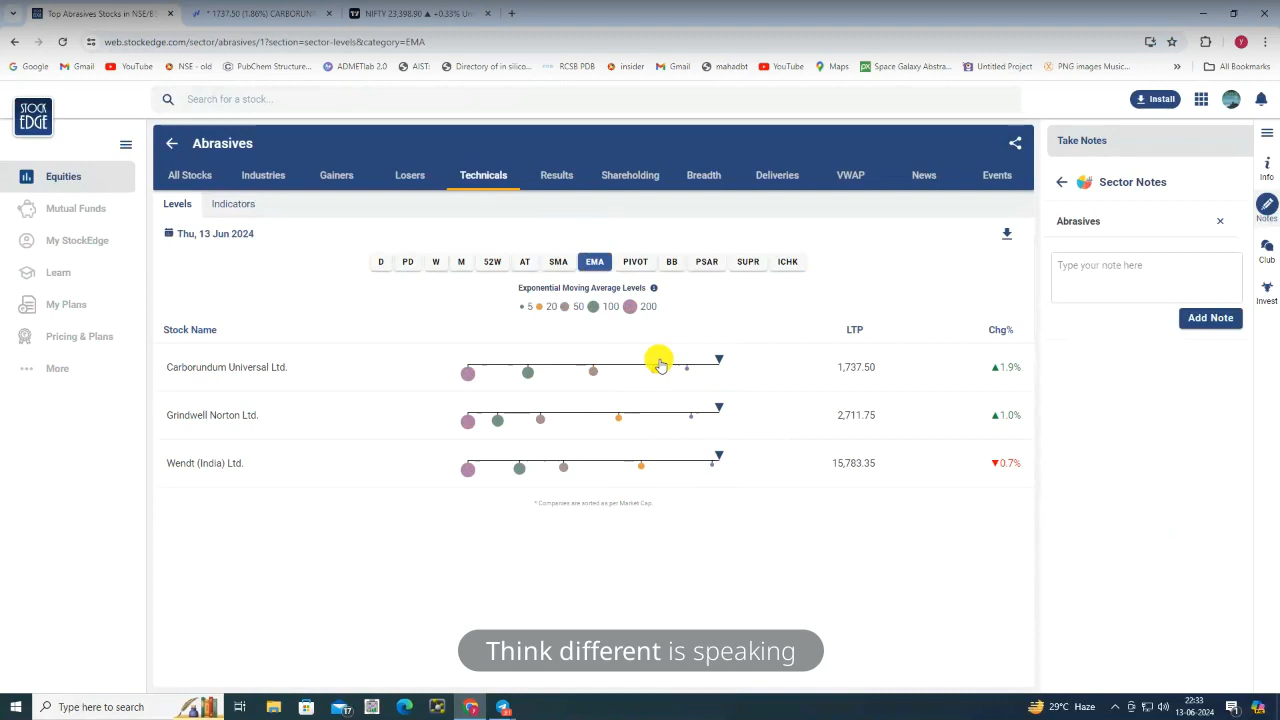 Top Abrasives Stocks in NSE/B
1737.50 (1.86%) CARBORUN
NIFTY 23,398.90 ▲ +0.33% Un
web.stockedge.com/sector/abrasives/1?section=sector-levels&category=EMA
Google
Gmail
YouTube
NSE - old
PubChem Structure...
ADMETlab 2.0
AISTi
Directory of in silico...
RCSB PDB
insider
Gmail
mahadbt
YouTube
Maps
Space Galaxy Abstra...
Untitled Project
PNG images Music...
All Bookmarks
STOCK EDGE
Search for a stock...
Install
Equities
Mutual Funds
My StockEdge
Learn
My Plans
Pricing & Plans
More
Abrasives
All Stocks
Industries
Gainers
Losers
Technicals
Results
Shareholding
Breadth
Deliveries
VWAP
News
Events
Levels
Indicators
Thu, 13 Jun 2024
D
PD
W
M
52W
AT
SMA
EMA
PIVOT
BB
PSAR
SUPR
ICHK
Exponential Moving Average Levels
5 20 50 100 200
Stock Name
LTP
Chg%
Carborundum Universal Ltd.
1,737.50
▲1.9%
Grindwell Norton Ltd.
2,711.75
▲1.0%
Wendt (India) Ltd.
15,783.35
▼0.7%
* Companies are sorted as per Market Cap.
Take Notes
Sector Notes
Abrasives
Type your note here
Add Note
Info
Notes
Club
Invest
Think different is speaking
Type here to search
17
29°C Haze
22:33
13-06-2024